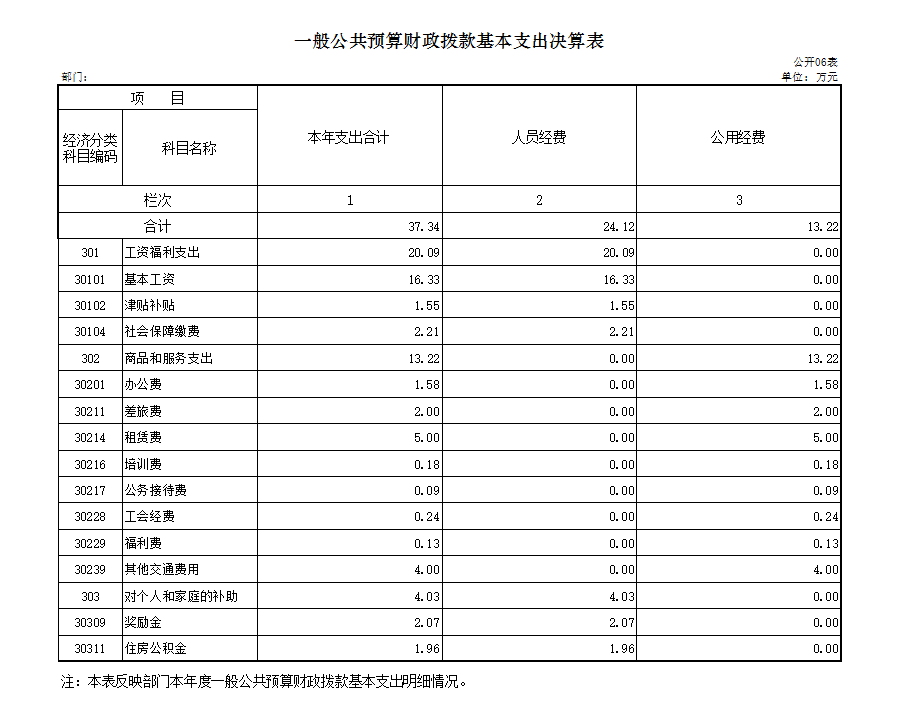 一般公共预算财政拨款基本支出决算表
公开06表
部门：
单位：万元
项　目
本年支出合计
人员经费
公用经费
经济分类
科目编码
科目名称
栏次 1 2 3
合计 37.34 24.12 13.22
301 工资福利支出 20.09 20.09 0.00
30101 基本工资 16.33 16.33 0.00
30102 津贴补贴 1.55 1.55 0.00
30104 社会保障缴费 2.21 2.21 0.00
302 商品和服务支出 13.22 0.00 13.22
30201 办公费 1.58 0.00 1.58
30211 差旅费 2.00 0.00 2.00
30214 租赁费 5.00 0.00 5.00
30216 培训费 0.18 0.00 0.18
30217 公务接待费 0.09 0.00 0.09
30228 工会经费 0.24 0.00 0.24
30229 福利费 0.13 0.00 0.13
30239 其他交通费用 4.00 0.00 4.00
303 对个人和家庭的补助 4.03 4.03 0.00
30309 奖励金 2.07 2.07 0.00
30311 住房公积金 1.96 1.96 0.00
注：本表反映部门本年度一般公共预算财政拨款基本支出明细情况。